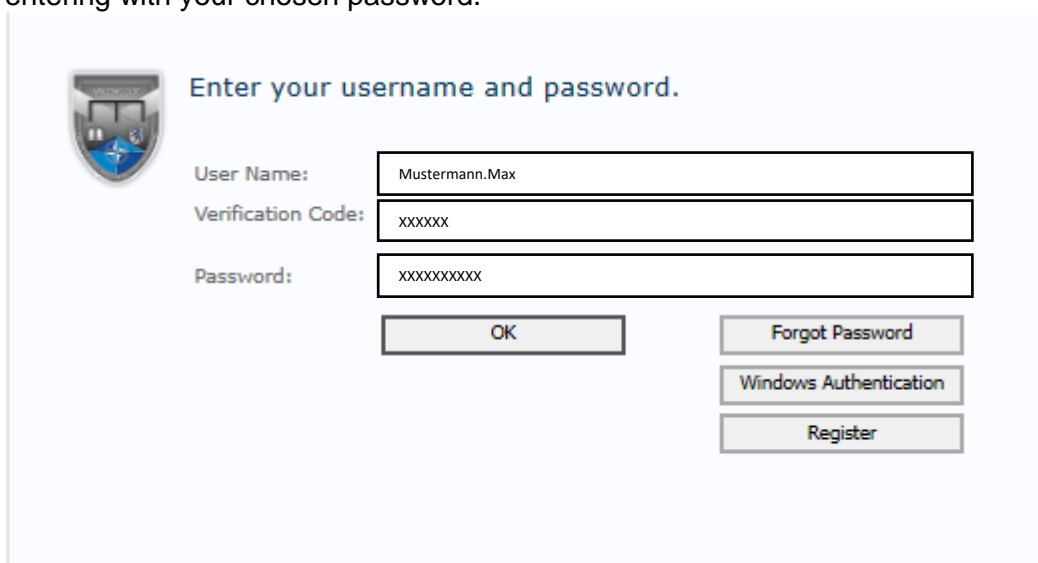 entering with your chosen password.
Enter your username and password.
User Name:
Mustermann.Max
Verification Code:
xxxxxx
Password:
xxxxxxxxxx
OK
Forgot Password
Windows Authentication
Register